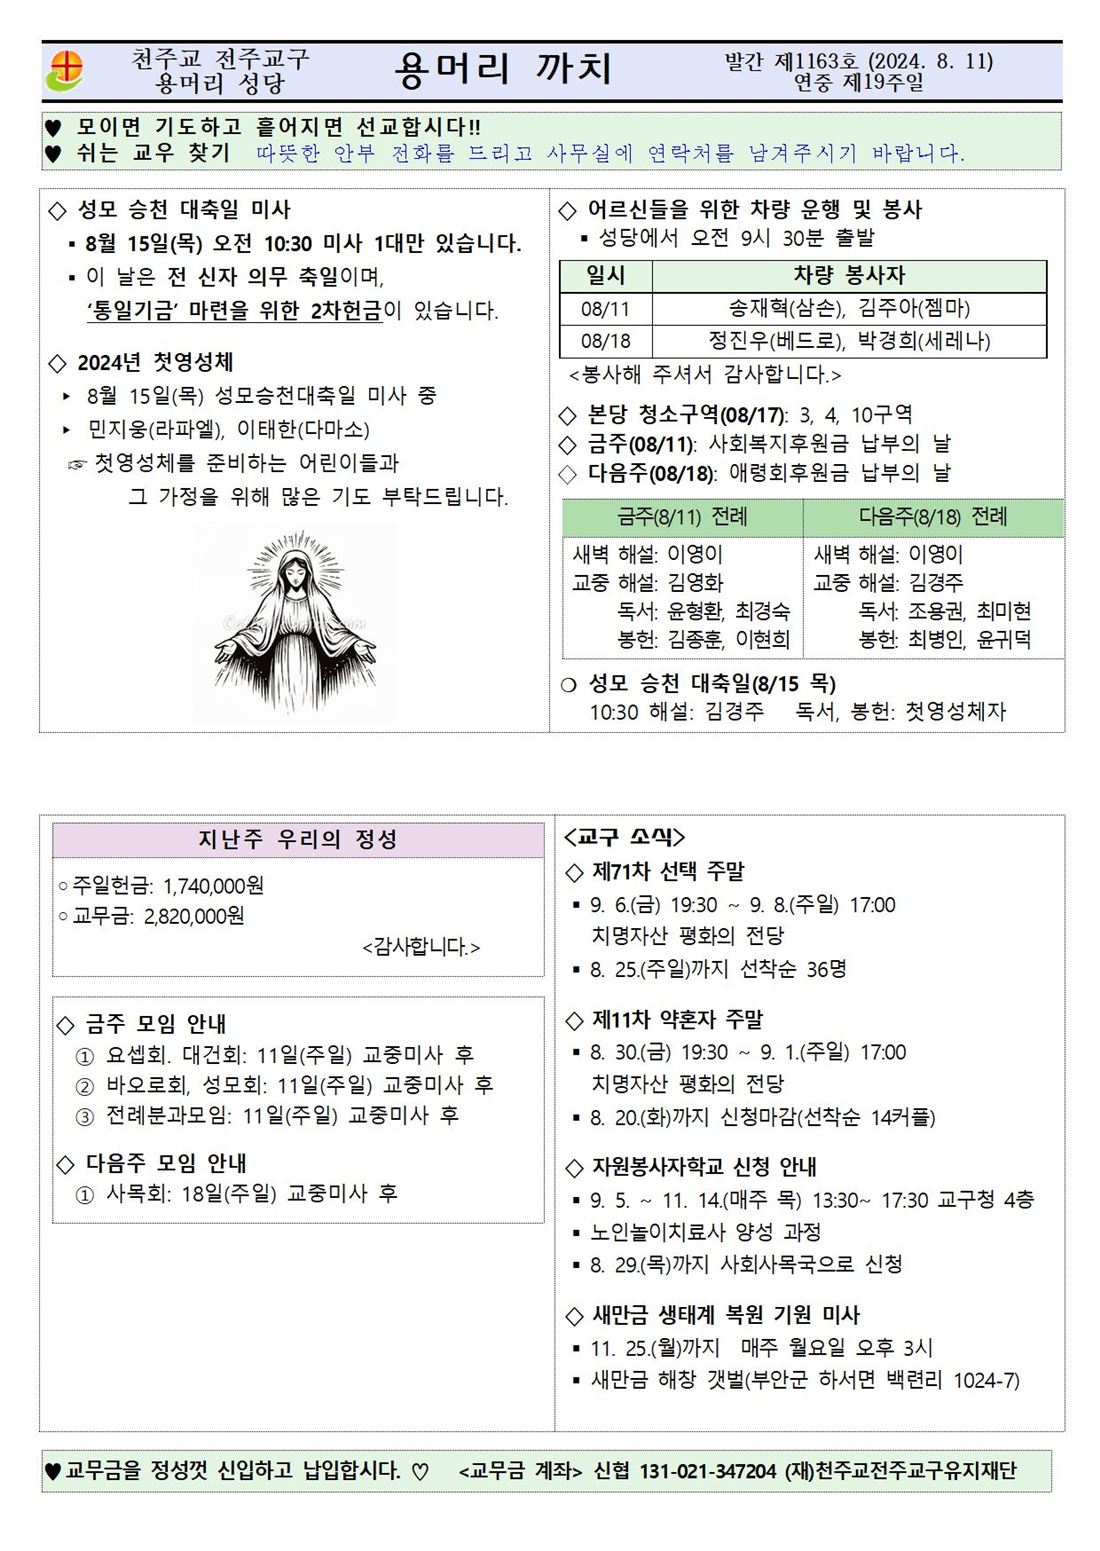 천주교 전주교구
용머리 성당
용머리 까치
발간 제1163호 (2024. 8. 11)
연중 제19주일
♥ 모이면 기도하고 흩어지면 선교합시다!!
♥ 쉬는 교우 찾기 따뜻한 안부 전화를 드리고 사무실에 연락처를 남겨주시기 바랍니다.
◇ 성모 승천 대축일 미사
▪ 8월 15일(목) 오전 10:30 미사 1대만 있습니다.
▪ 이 날은 전 신자 의무 축일이며,
‘통일기금’ 마련을 위한 2차헌금이 있습니다.
◇ 2024년 첫영성체
▸ 8월 15일(목) 성모승천대축일 미사 중
▸ 민지웅(라파엘), 이태한(다마소)
☞ 첫영성체를 준비하는 어린이들과
그 가정을 위해 많은 기도 부탁드립니다.
◇ 어르신들을 위한 차량 운행 및 봉사
▪ 성당에서 오전 9시 30분 출발
일시 차량 봉사자
08/11 송재혁(삼손), 김주아(젬마)
08/18 정진우(베드로), 박경희(세레나)
<봉사해 주셔서 감사합니다.>
◇ 본당 청소구역(08/17): 3, 4, 10구역
◇ 금주(08/11): 사회복지후원금 납부의 날
◇ 다음주(08/18): 애령회후원금 납부의 날
금주(8/11) 전례 다음주(8/18) 전례
새벽 해설: 이영이 새벽 해설: 이영이
교중 해설: 김영화 교중 해설: 김경주
독서: 윤형환, 최경숙 독서: 조용권, 최미현
봉헌: 김종훈, 이현희 봉헌: 최병인, 윤귀덕
❍ 성모 승천 대축일(8/15 목)
10:30 해설: 김경주 독서, 봉헌: 첫영성체자
지난주 우리의 정성
○ 주일헌금: 1,740,000원
○ 교무금: 2,820,000원
<감사합니다.>
◇ 금주 모임 안내
① 요셉회. 대건회: 11일(주일) 교중미사 후
② 바오로회, 성모회: 11일(주일) 교중미사 후
③ 전례분과모임: 11일(주일) 교중미사 후
◇ 다음주 모임 안내
① 사목회: 18일(주일) 교중미사 후
<교구 소식>
◇ 제71차 선택 주말
▪ 9. 6.(금) 19:30 ~ 9. 8.(주일) 17:00
치명자산 평화의 전당
▪ 8. 25.(주일)까지 선착순 36명
◇ 제11차 약혼자 주말
▪ 8. 30.(금) 19:30 ~ 9. 1.(주일) 17:00
치명자산 평화의 전당
▪ 8. 20.(화)까지 신청마감(선착순 14커플)
◇ 자원봉사자학교 신청 안내
▪ 9. 5. ~ 11. 14.(매주 목) 13:30~ 17:30 교구청 4층
▪ 노인놀이치료사 양성 과정
▪ 8. 29.(목)까지 사회사목국으로 신청
◇ 새만금 생태계 복원 기원 미사
▪ 11. 25.(월)까지 매주 월요일 오후 3시
▪ 새만금 해창 갯벌(부안군 하서면 백련리 1024-7)
♥교무금을 정성껏 신입하고 납입합시다. ♡ <교무금 계좌> 신협 131-021-347204 (재)천주교전주교구유지재단